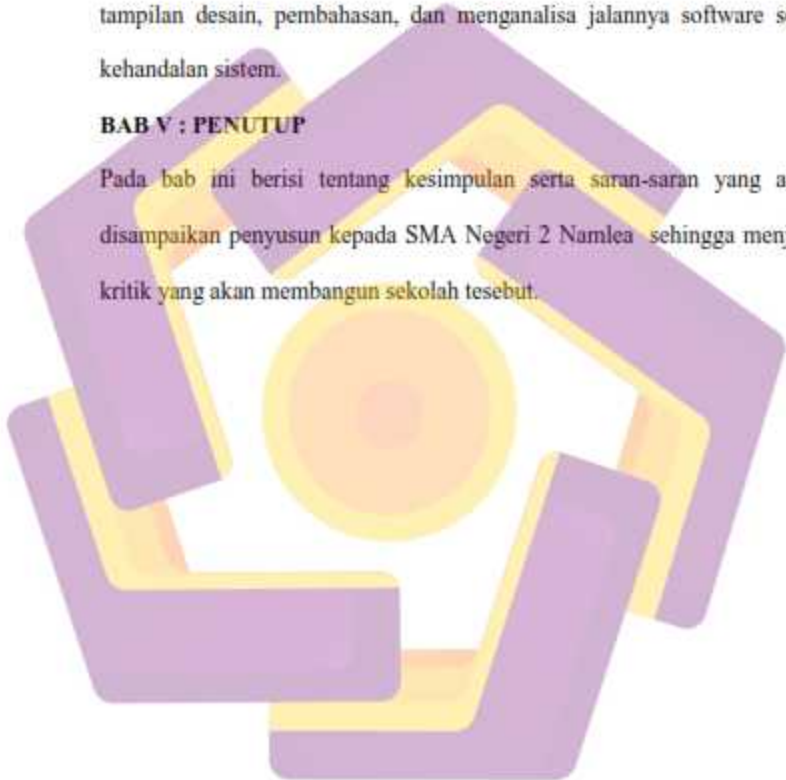 tampilan desain, pembahasan, dan menganalisa jalannya software
kehandalan sistem.
BAB V : PENUTUP
Pada bab ini berisi tentang kesimpulan serta saran-saran yang
disampaikan penyusun kepada SMA Negeri 2 Namlea sehingga
kritik yang akan membangun sekolah tesebut.